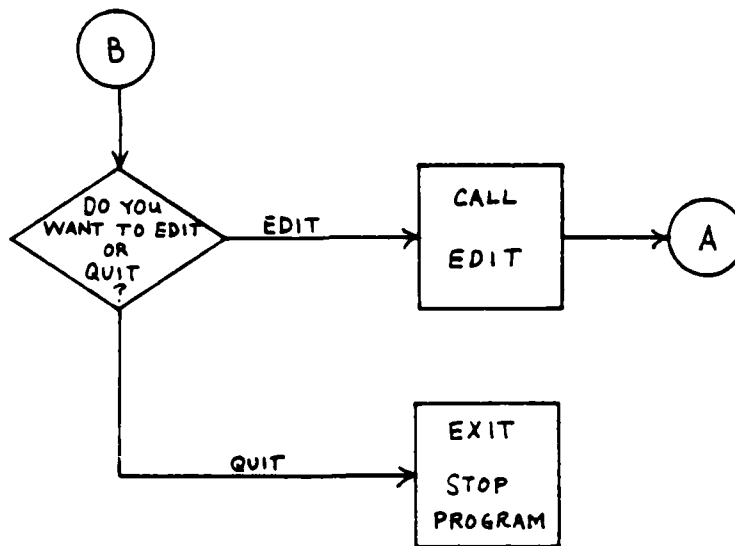 B
DO YOU
WANT TO EDIT
OR
QUIT
?
EDIT
CALL
EDIT
A
QUIT
EXIT
STOP
PROGRAM